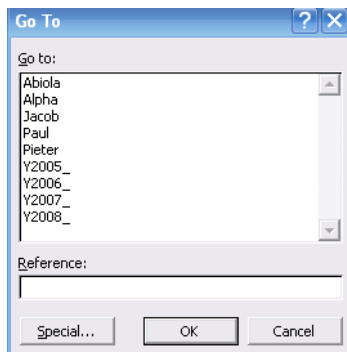 Go To
Go to:
Abiola
Alpha
Jacob
Paul
Pieter
Y2005_
Y2006_
Y2007_
Y2008_
Reference:
Special... OK Cancel